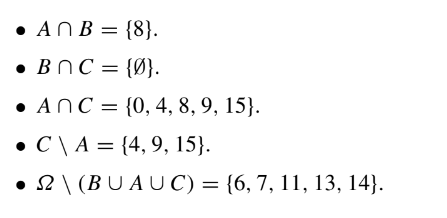 • A ∩ B = {8}.
• B ∩ C = {Ø}.
• A ∩ C = {0, 4, 8, 9, 15}.
• C \ A = {4, 9, 15}.
• Ω \ (B ∪ A ∪ C) = {6, 7, 11, 13, 14}.